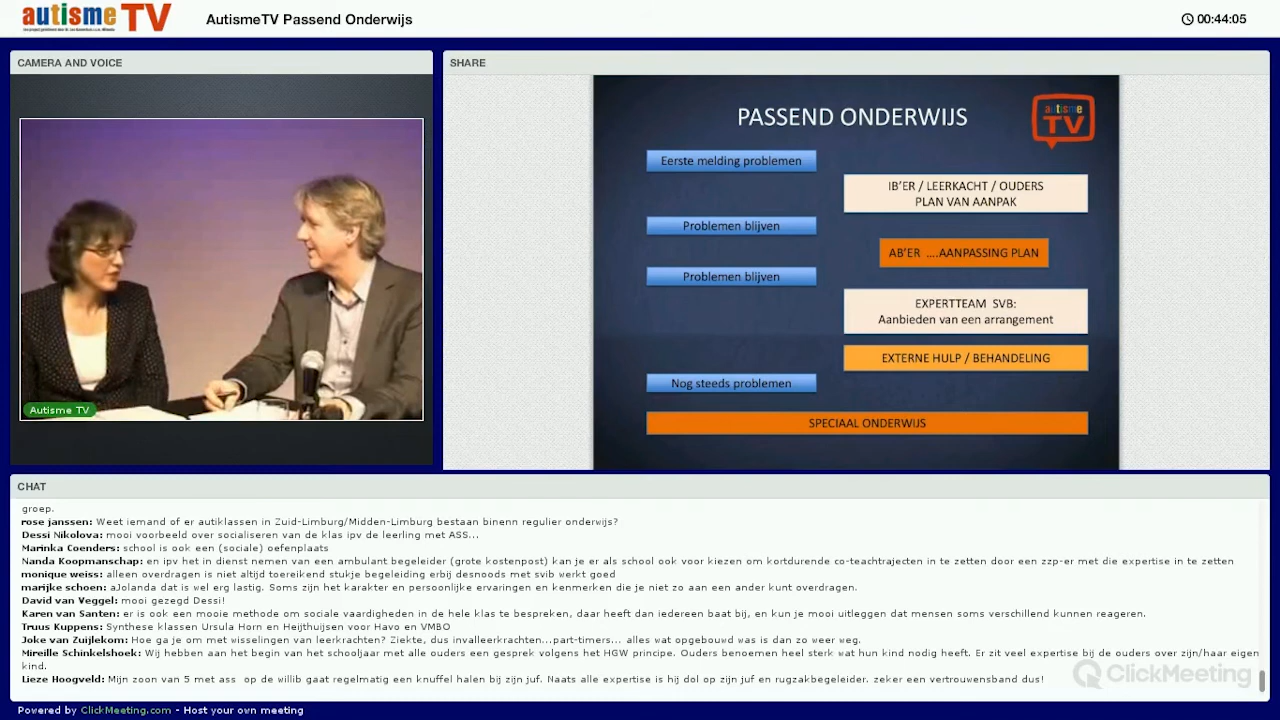 autisme TV
AutismeTV Passend Onderwijs
00:44:05
CAMERA AND VOICE
SHARE
Autisme TV
PASSEND ONDERWIJS
autisme
TV
Eerste melding problemen
IB'ER / LEERKACHT / OUDERS
PLAN VAN AANPAK
Problemen blijven
AB'ER ....AANPASSING PLAN
Problemen blijven
EXPERTTEAM SVB:
Aanbieden van een arrangement
EXTERNE HULP / BEHANDELING
Nog steeds problemen
SPECIAAL ONDERWIJS
CHAT
groep.
rose janssen: Weet iemand of er autiklassen in Zuid-Limburg/Midden-Limburg bestaan binenn regulier onderwijs?
Dessi Nikolova: mooi voorbeeld over socialiseren van de klas ipv de leerling met ASS...
Marinka Coenders: school is ook een (sociale) oefenplaats
Nanda Koopmanschap: en ipv het in dienst nemen van een ambulant begeleider (grote kostenpost) kan je er als school ook voor kiezen om kortdurende co-teachtrajecten in te zetten door een zzp-er met die expertise in te zetten
monique weiss: alleen overdragen is niet altijd toereikend stukje begeleiding erbij desnoods met svib werkt goed
marijke schoen: aJolanda dat is wel erg lastig. Soms zijn het karakter en persoonlijke ervaringen en kenmerken die je niet zo aan een ander kunt overdragen.
David van Veggel: mooi gezegd Dessi!
Karen van Santen: er is ook een mooie methode om sociale vaardigheden in de hele klas te bespreken, daar heeft dan iedereen baat bij, en kun je mooi uitleggen dat mensen soms verschillend kunnen reageren.
Truus Kuppens: Synthese klassen Ursula Horn en Heijthuijsen voor Havo en VMBO
Joke van Zuijlekom: Hoe ga je om met wisselingen van leerkrachten? Ziekte, dus invalleerkrachten...part-timers... alles wat opgebouwd was is dan zo weer weg.
Mireille Schinkelshoek: Wij hebben aan het begin van het schooljaar met alle ouders een gesprek volgens het HGW principe. Ouders benoemen heel sterk wat hun kind nodig heeft. Er zit veel expertise bij de ouders over zijn/haar eigen
kind.
Lieze Hoogveld: Mijn zoon van 5 met ass op de willib gaat regelmatig een knuffel halen bij zijn juf. Naats alle expertise is hij dol op zijn juf en rugzakbegeleider. zeker een vertrouwensband dus!
ClickMeeting
Powered by ClickMeeting.com - Host your own meeting